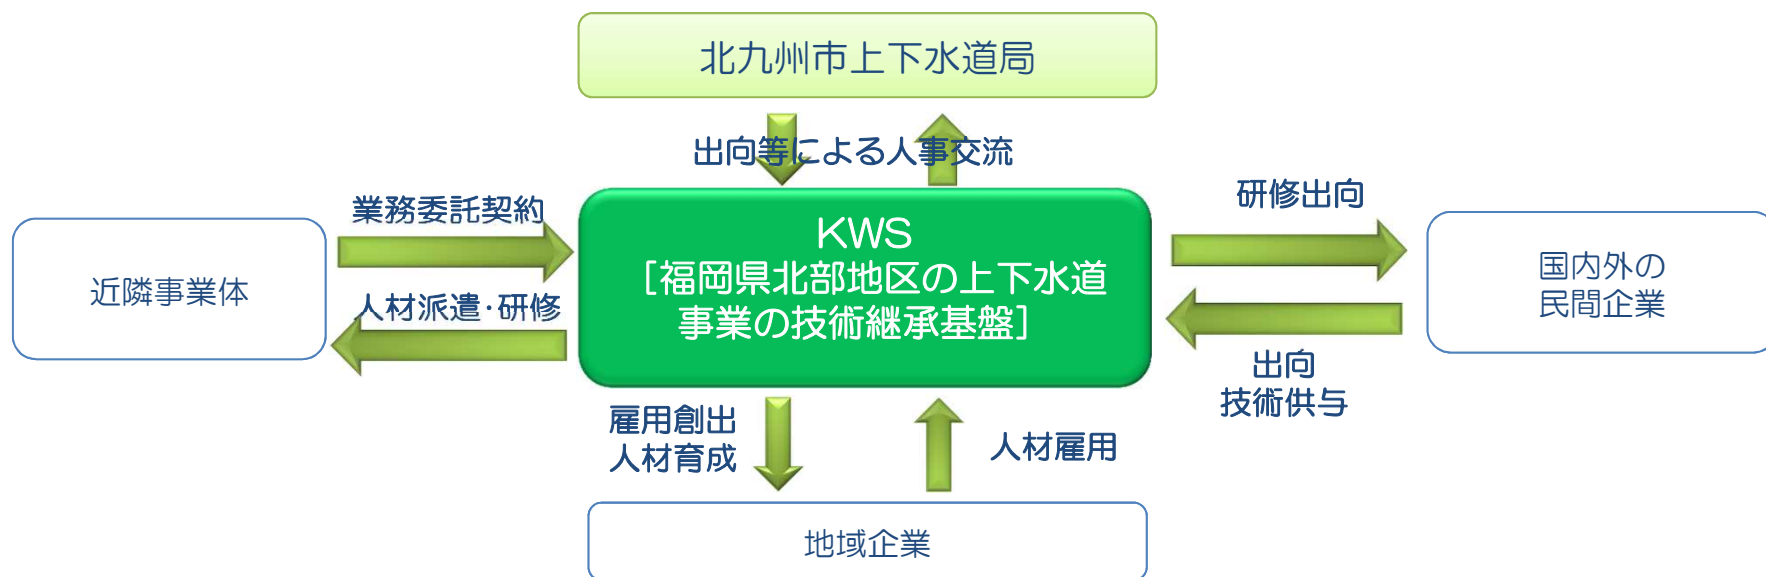 北九州市上下水道局
出向等による人事交流
業務委託契約
研修出向
KWS
[福岡県北部地区の上下水道
事業の技術継承基盤]
近隣事業体
人材派遣・研修
国内外の
民間企業
出向
技術供与
雇用創出
人材育成
人材雇用
地域企業